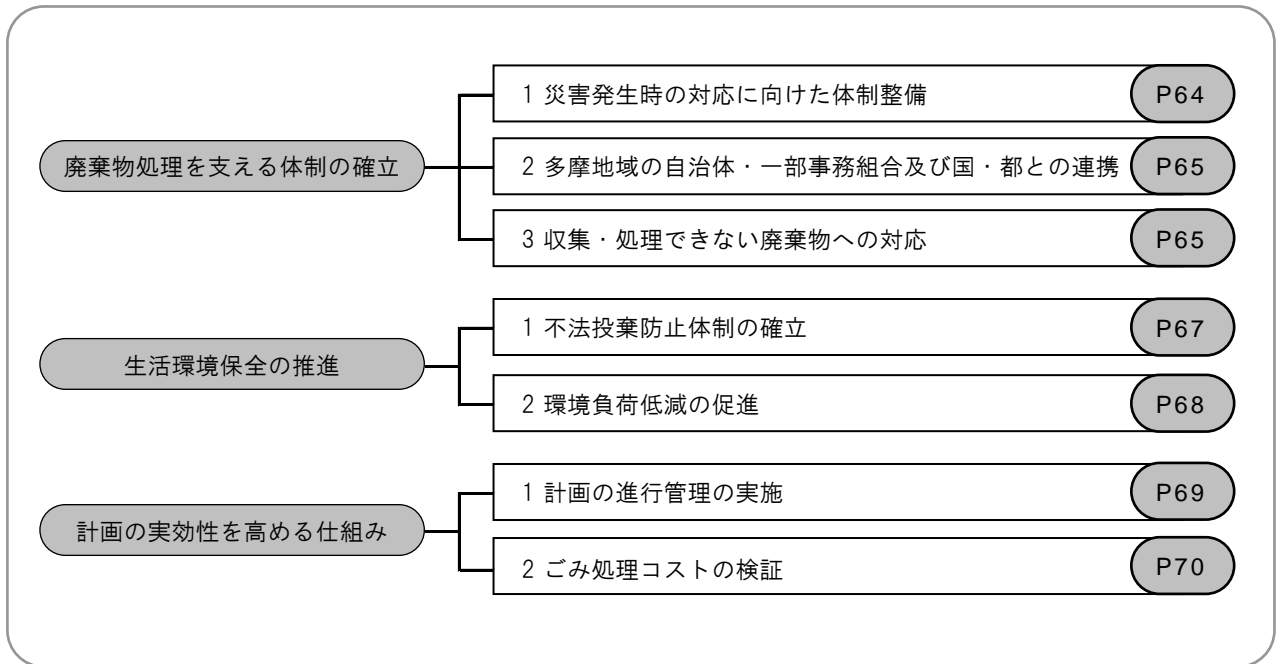 廃棄物処理を支える体制の確立
1 災害発生時の対応に向けた体制整備 P64
2 多摩地域の自治体・一部事務組合及び国・都との連携 P65
3 収集・処理できない廃棄物への対応 P65
生活環境保全の推進
1 不法投棄防止体制の確立 P67
2 環境負荷低減の促進 P68
計画の実効性を高める仕組み
1 計画の進行管理の実施 P69
2 ごみ処理コストの検証 P70